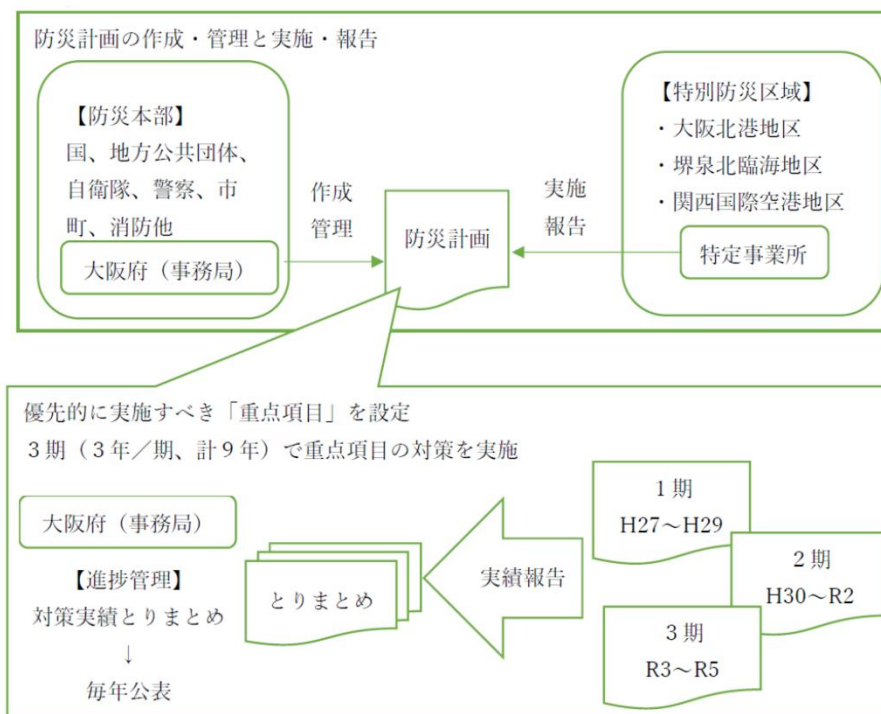 防災計画の作成・管理と実施・報告
【防災本部】
国、地方公共団体、
自衛隊、警察、市
町、消防他
大阪府（事務局）
作成
管理
防災計画
実施
報告
【特別防災区域】
・大阪北港地区
・堺泉北臨海地区
・関西国際空港地区
特定事業所
優先的に実施すべき「重点項目」を設定
３期（３年／期、計９年）で重点項目の対策を実施
大阪府（事務局）
【進捗管理】
対策実績とりまとめ
↓
毎年公表
とりまとめ
実績報告
１期
H27～H29
２期
H30～R2
３期
R3～R5